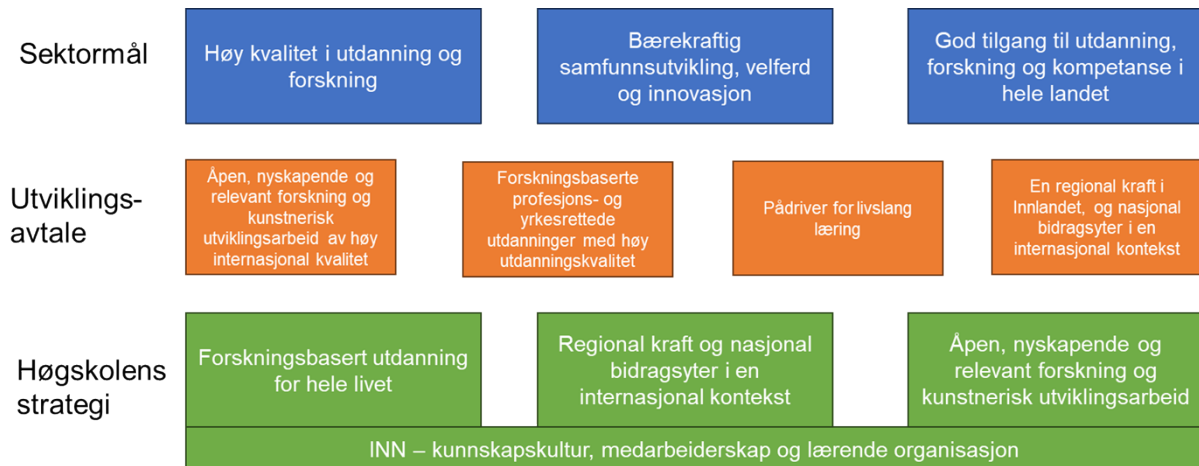 Sektormål
Høy kvalitet i utdanning og
forskning
Bærekraftig
samfunnsutvikling, velferd
og innovasjon
God tilgang til utdanning,
forskning og kompetanse i
hele landet
Utviklings-
avtale
Åpen, nyskapende og
relevant forskning og
kunstnerisk
utviklingsarbeid av høy
internasjonal kvalitet
Forskningsbaserte
profesjons- og
yrkesrettede
utdanninger med høy
utdanningskvalitet
Pådriver for livslang
læring
En regional kraft i
Innlandet, og nasjonal
bidragsyter i en
internasjonal kontekst
Høgskolens
strategi
Forskningsbasert utdanning
for hele livet
Regional kraft og nasjonal
bidragsyter i en
internasjonal kontekst
Åpen, nyskapende og
relevant forskning og
kunstnerisk utviklingsarbeid
INN – kunnskapskultur, medarbeiderskap og lærende organisasjon